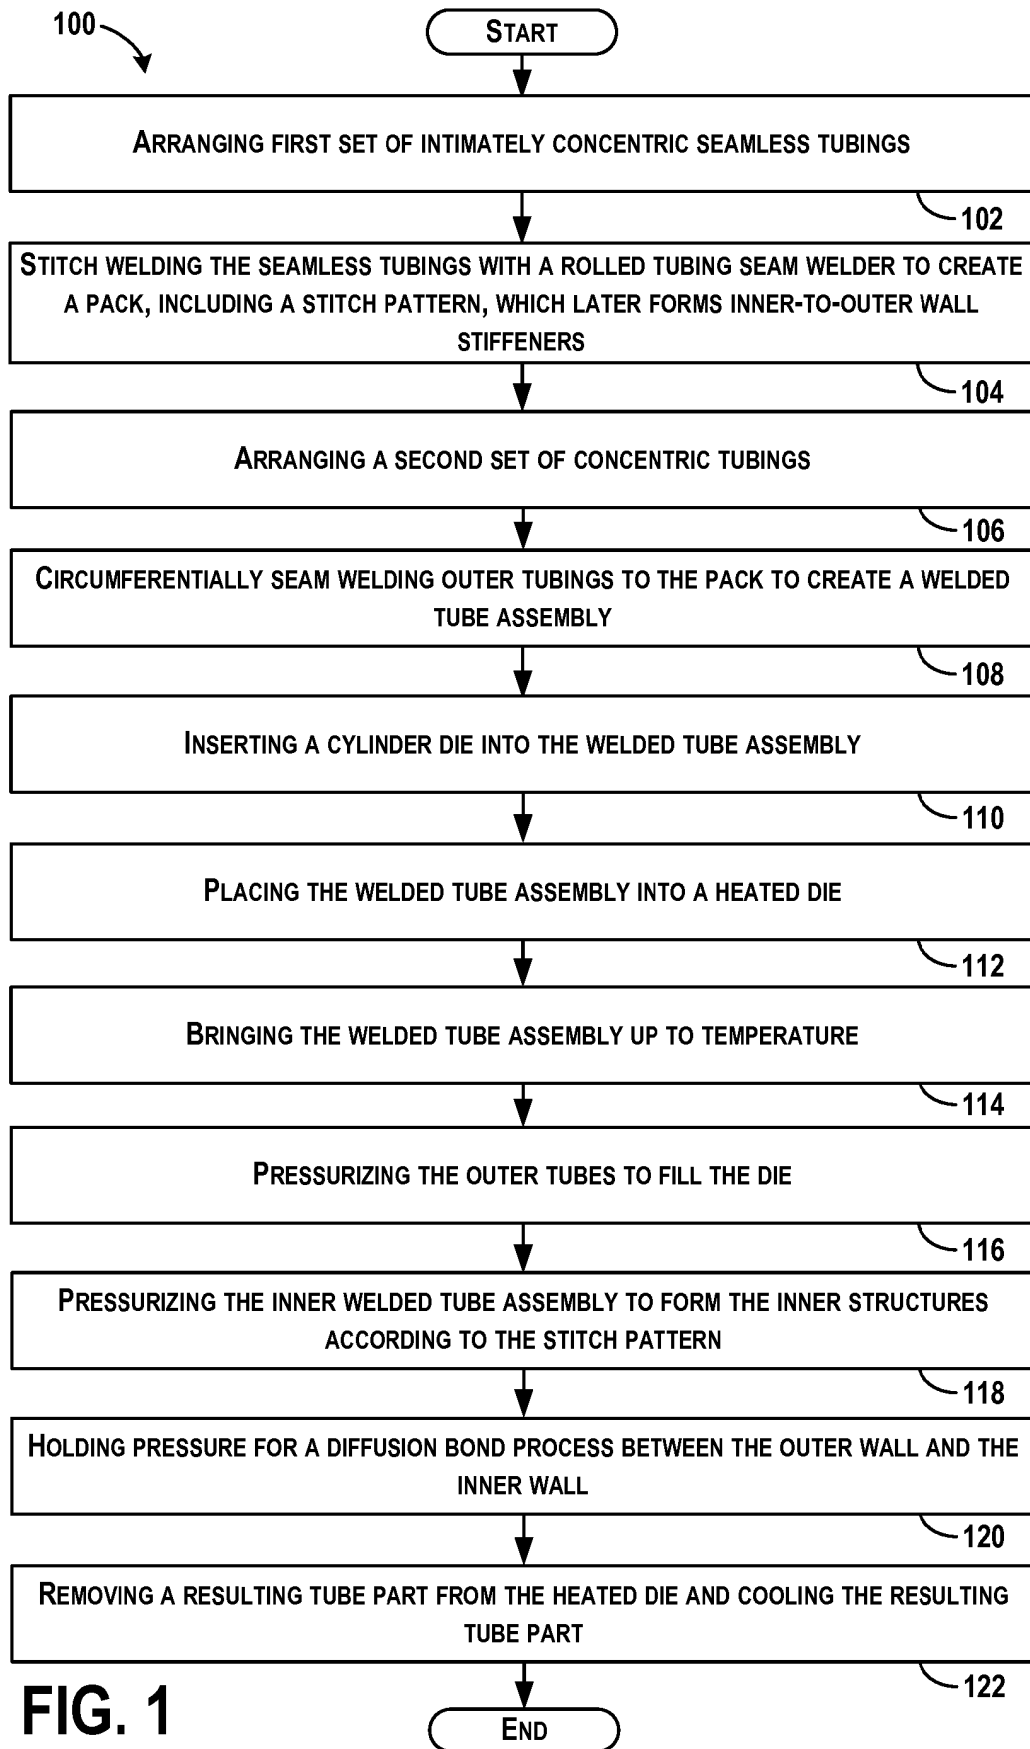 100
START
ARRANGING FIRST SET OF INTIMATELY CONCENTRIC SEAMLESS TUBINGS
102
STITCH WELDING THE SEAMLESS TUBINGS WITH A ROLLED TUBING SEAM WELDER TO CREATE
A PACK, INCLUDING A STITCH PATTERN, WHICH LATER FORMS INNER-TO-OUTER WALL
STIFFENERS
104
ARRANGING A SECOND SET OF CONCENTRIC TUBINGS
106
CIRCUMFERENTIALLY SEAM WELDING OUTER TUBINGS TO THE PACK TO CREATE A WELDED
TUBE ASSEMBLY
108
INSERTING A CYLINDER DIE INTO THE WELDED TUBE ASSEMBLY
110
PLACING THE WELDED TUBE ASSEMBLY INTO A HEATED DIE
112
BRINGING THE WELDED TUBE ASSEMBLY UP TO TEMPERATURE
114
PRESSURIZING THE OUTER TUBES TO FILL THE DIE
116
PRESSURIZING THE INNER WELDED TUBE ASSEMBLY TO FORM THE INNER STRUCTURES
ACCORDING TO THE STITCH PATTERN
118
HOLDING PRESSURE FOR A DIFFUSION BOND PROCESS BETWEEN THE OUTER WALL AND THE
INNER WALL
120
REMOVING A RESULTING TUBE PART FROM THE HEATED DIE AND COOLING THE RESULTING
TUBE PART
122
FIG. 1
END